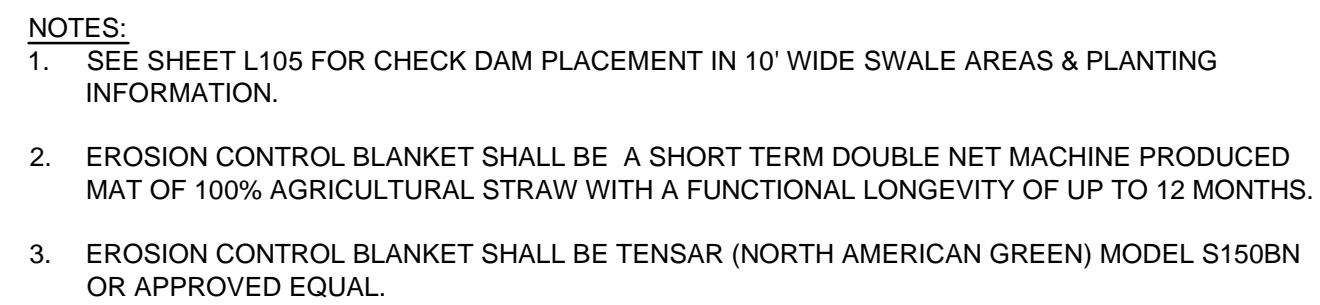 NOTES:
1. SEE SHEET L105 FOR CHECK DAM PLACEMENT IN 10' WIDE SWALE AREAS & PLANTING
INFORMATION.
2. EROSION CONTROL BLANKET SHALL BE A SHORT TERM DOUBLE NET MACHINE PRODUCED
MAT OF 100% AGRICULTURAL STRAW WITH A FUNCTIONAL LONGEVITY OF UP TO 12 MONTHS.
3. EROSION CONTROL BLANKET SHALL BE TENSAR (NORTH AMERICAN GREEN) MODEL S150BN
OR APPROVED EQUAL.